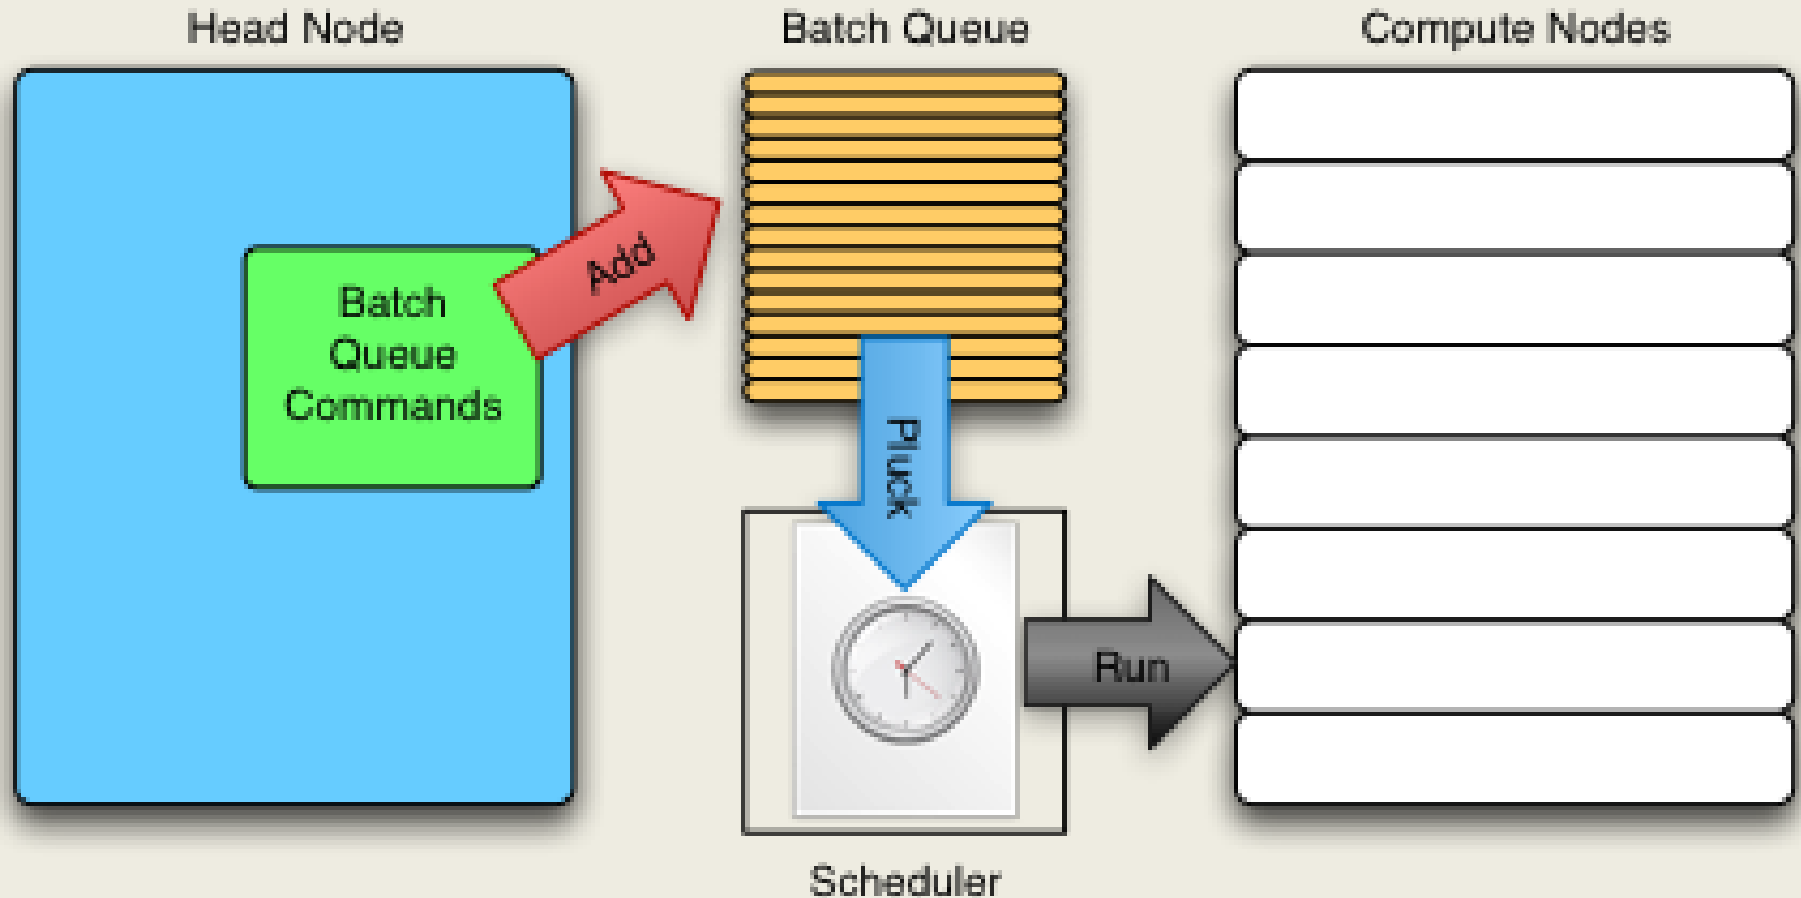 Head Node
Batch Queue
Compute Nodes
Add
Batch
Queue
Commands
Pluck
Run
Scheduler